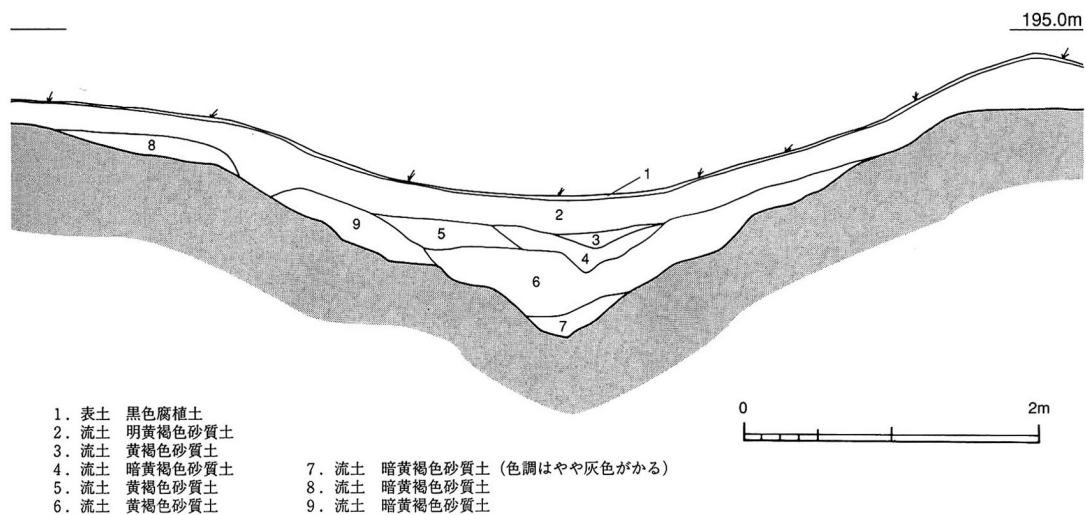 195.0m
1
8
2
9
5
3
4
6
7
0 2m
1．表土 黒色腐植土
2．流土 明黄褐色砂質土
3．流土 黄褐色砂質土
4．流土 暗黄褐色砂質土
5．流土 黄褐色砂質土
6．流土 黄褐色砂質土
7．流土 暗黄褐色砂質土（色調はやや灰色がかる）
8．流土 暗黄褐色砂質土
9．流土 暗黄褐色砂質土